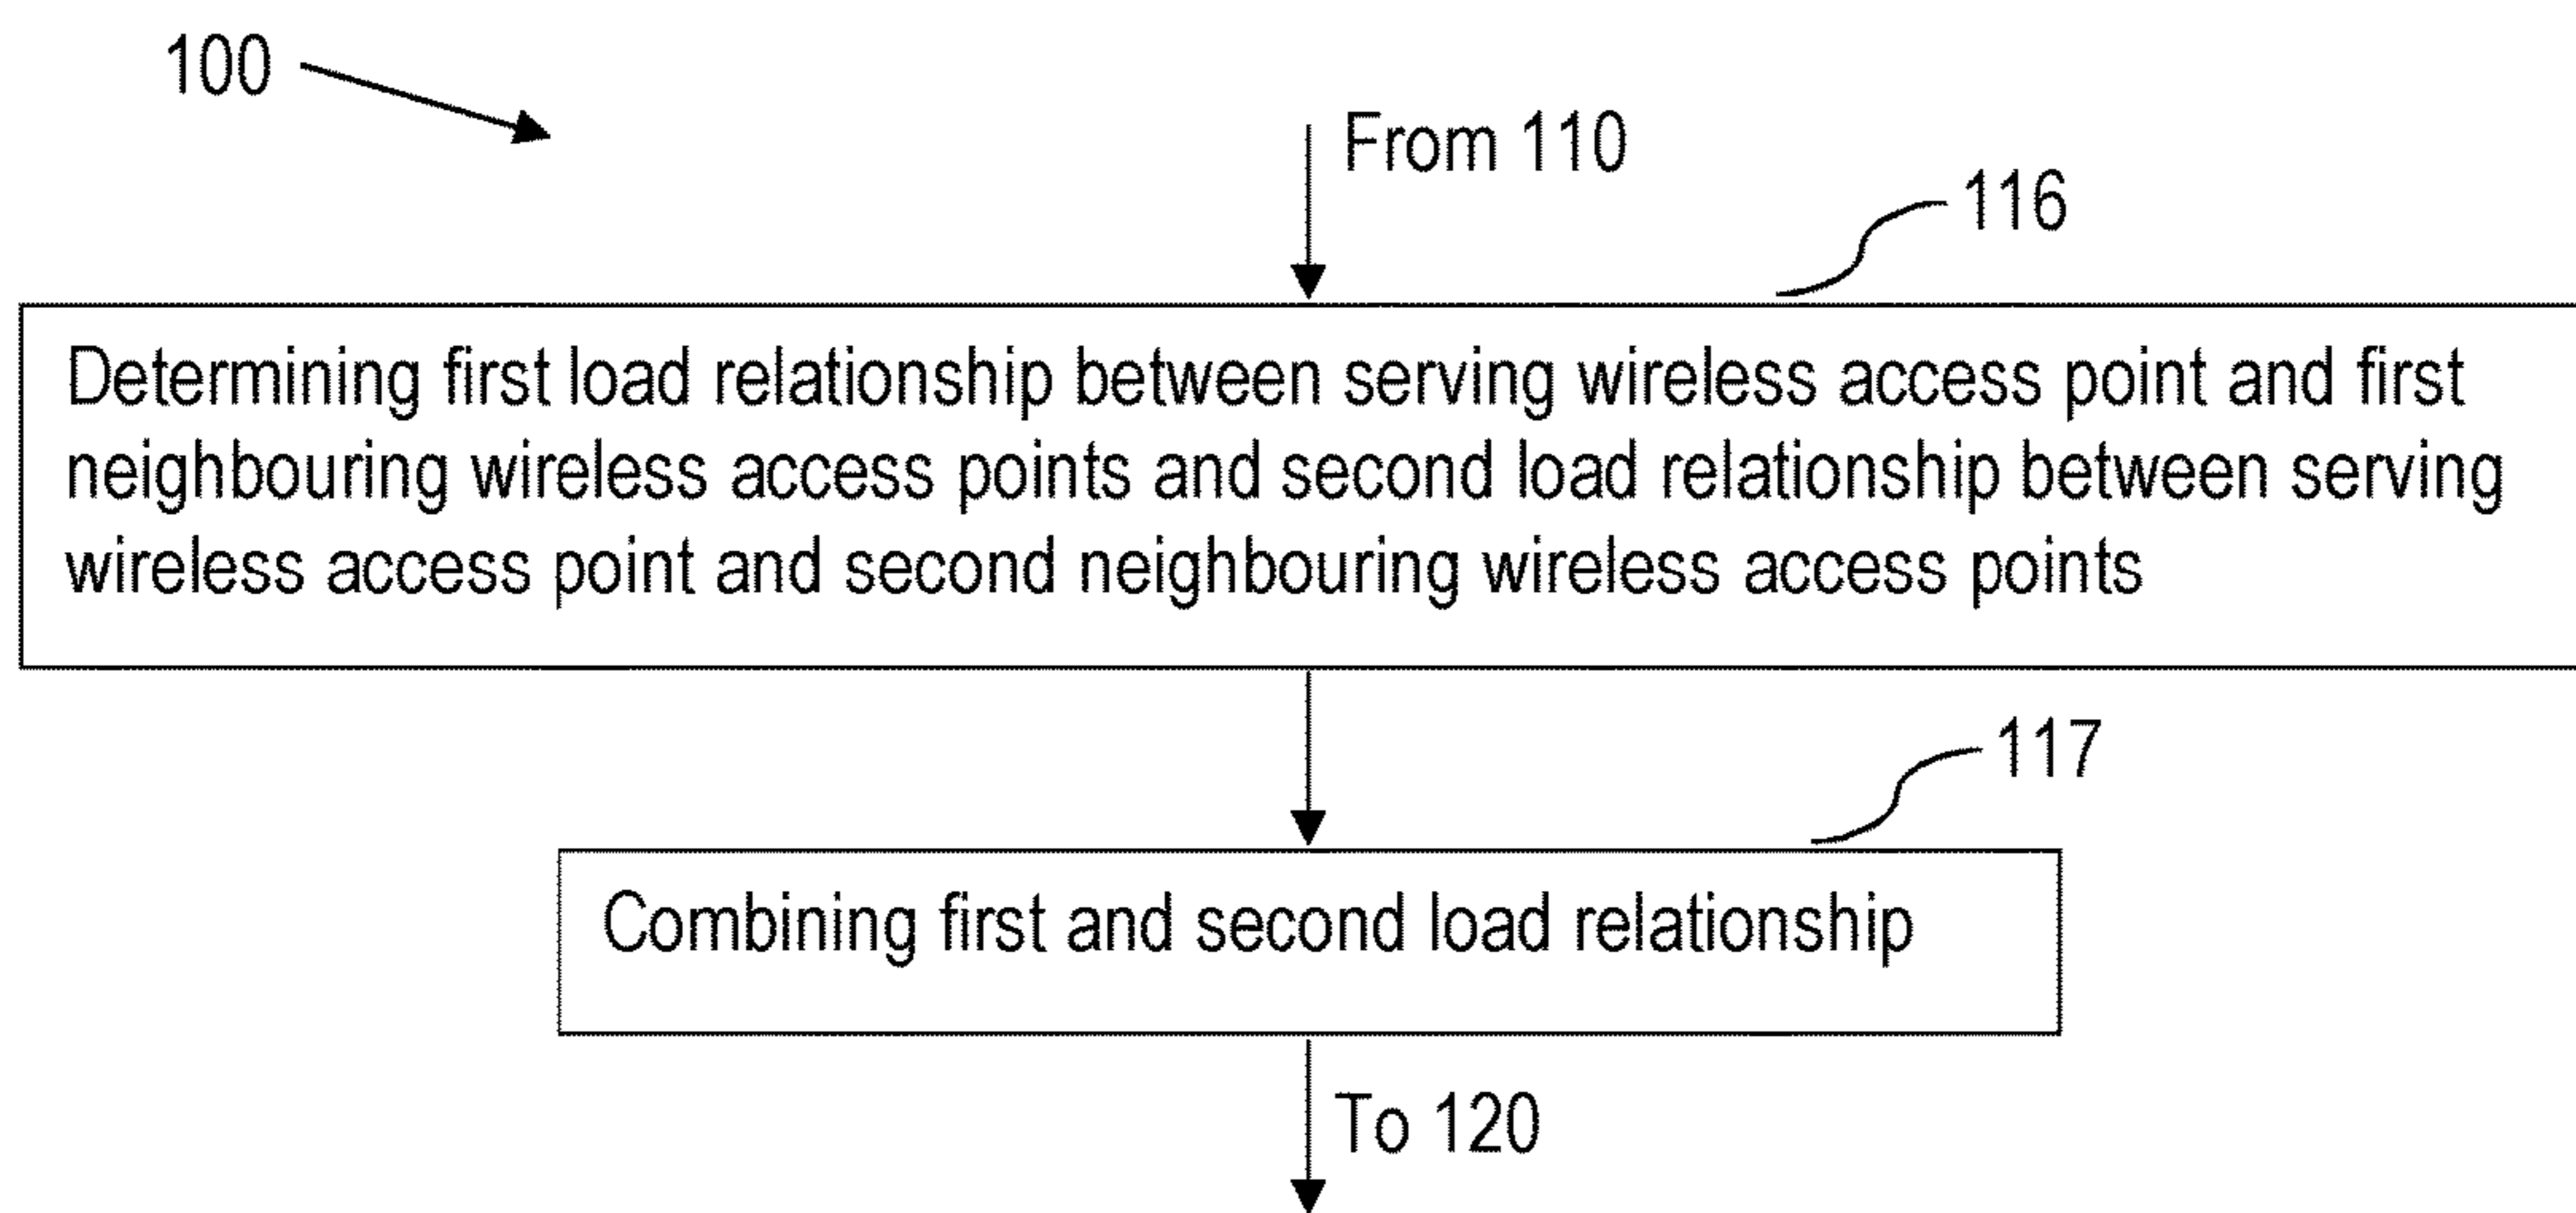 100
From 110
116
Determining first load relationship between serving wireless access point and first
neighbouring wireless access points and second load relationship between serving
wireless access point and second neighbouring wireless access points
117
Combining first and second load relationship
To 120